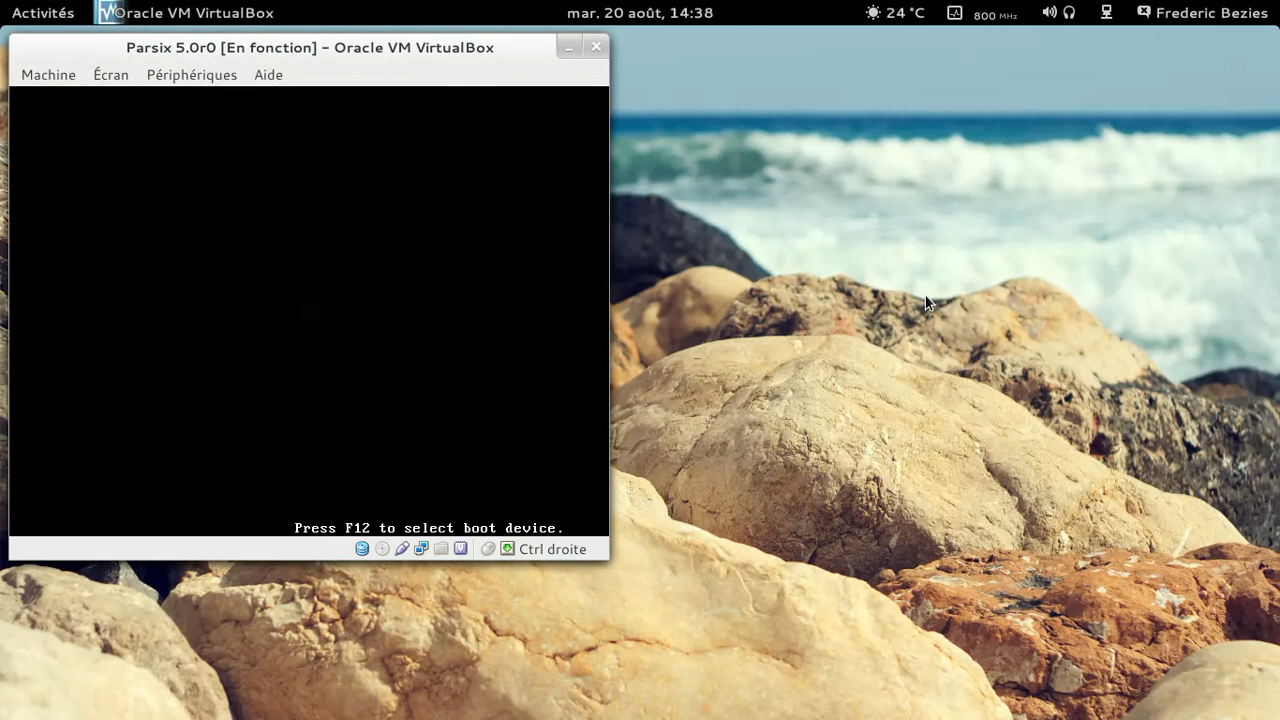 Activités
Oracle VM VirtualBox
mar. 20 août, 14:38
24 °C
800 MHz
Frederic Bezies
Parsix 5.0r0 [En fonction] - Oracle VM VirtualBox
Machine
Écran
Périphériques
Aide
Press F12 to select boot device.
Ctrl droite